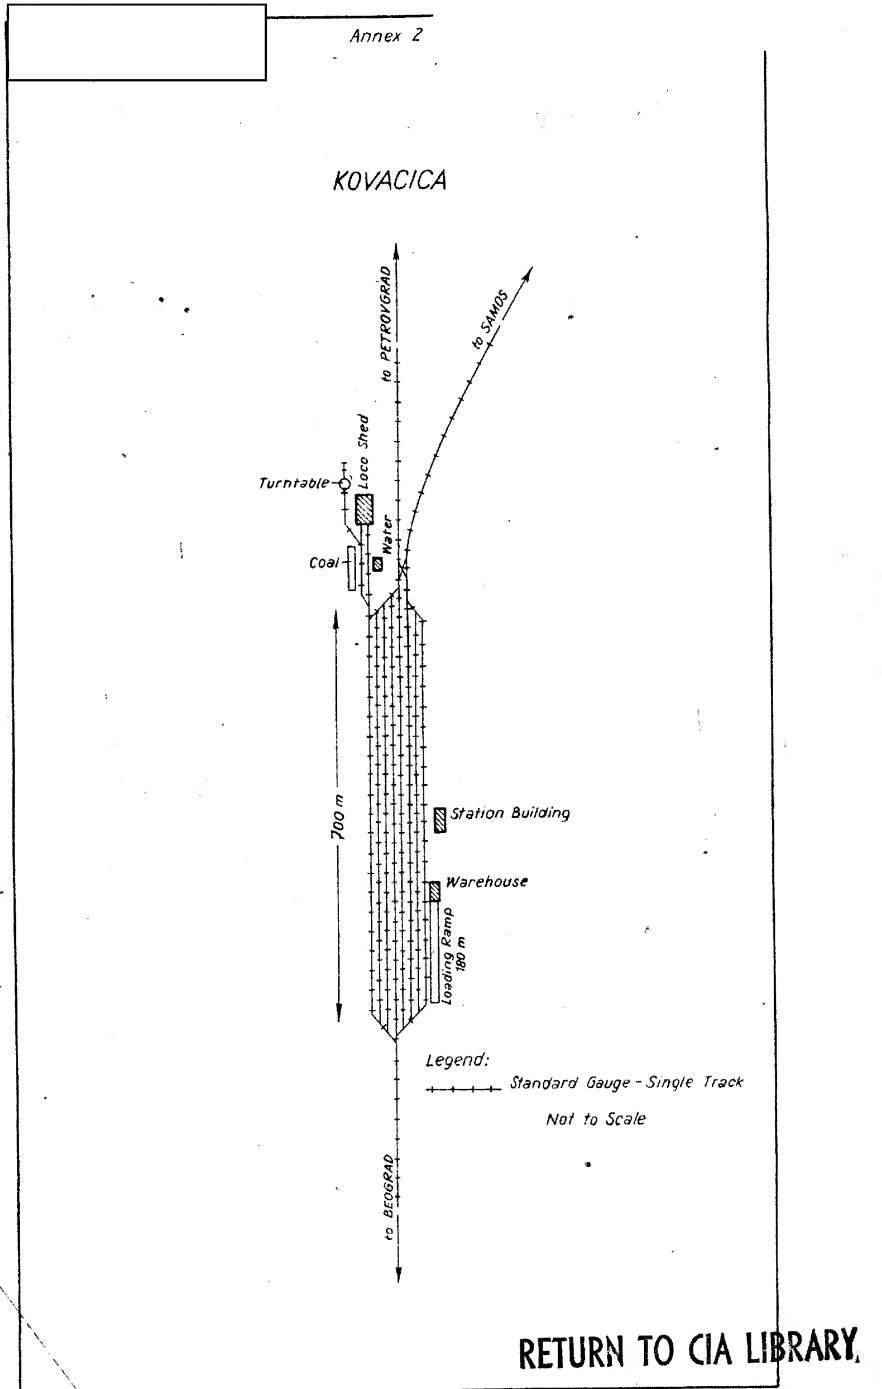 Annex 2
KOVACICA
to PETROVGRAD
to SAMOS
Loco Shed
Turntable
Water
Coal
700 m
Station Building
Warehouse
Loading Ramp
180 m
Legend:
Standard Gauge - Single Track
Not to Scale
to BEOGRAD
RETURN TO CIA LIBRARY